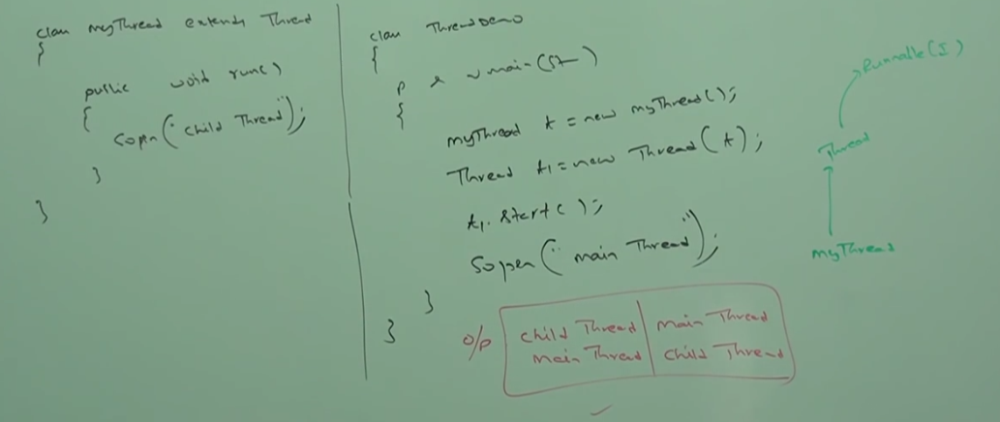 class myThread extends Thread
{
public void run()
{
Sopln("child Thread");
}
}
class ThreadDemo
{
p s v main(St—)
{
myThread t = new myThread();
Thread t1 = new Thread(t);
t1.start();
Sopln("main Thread");
}
}
o/p
child Thread | main Thread
main Thread | child Thread
Runnable(I)
Thread
myThread